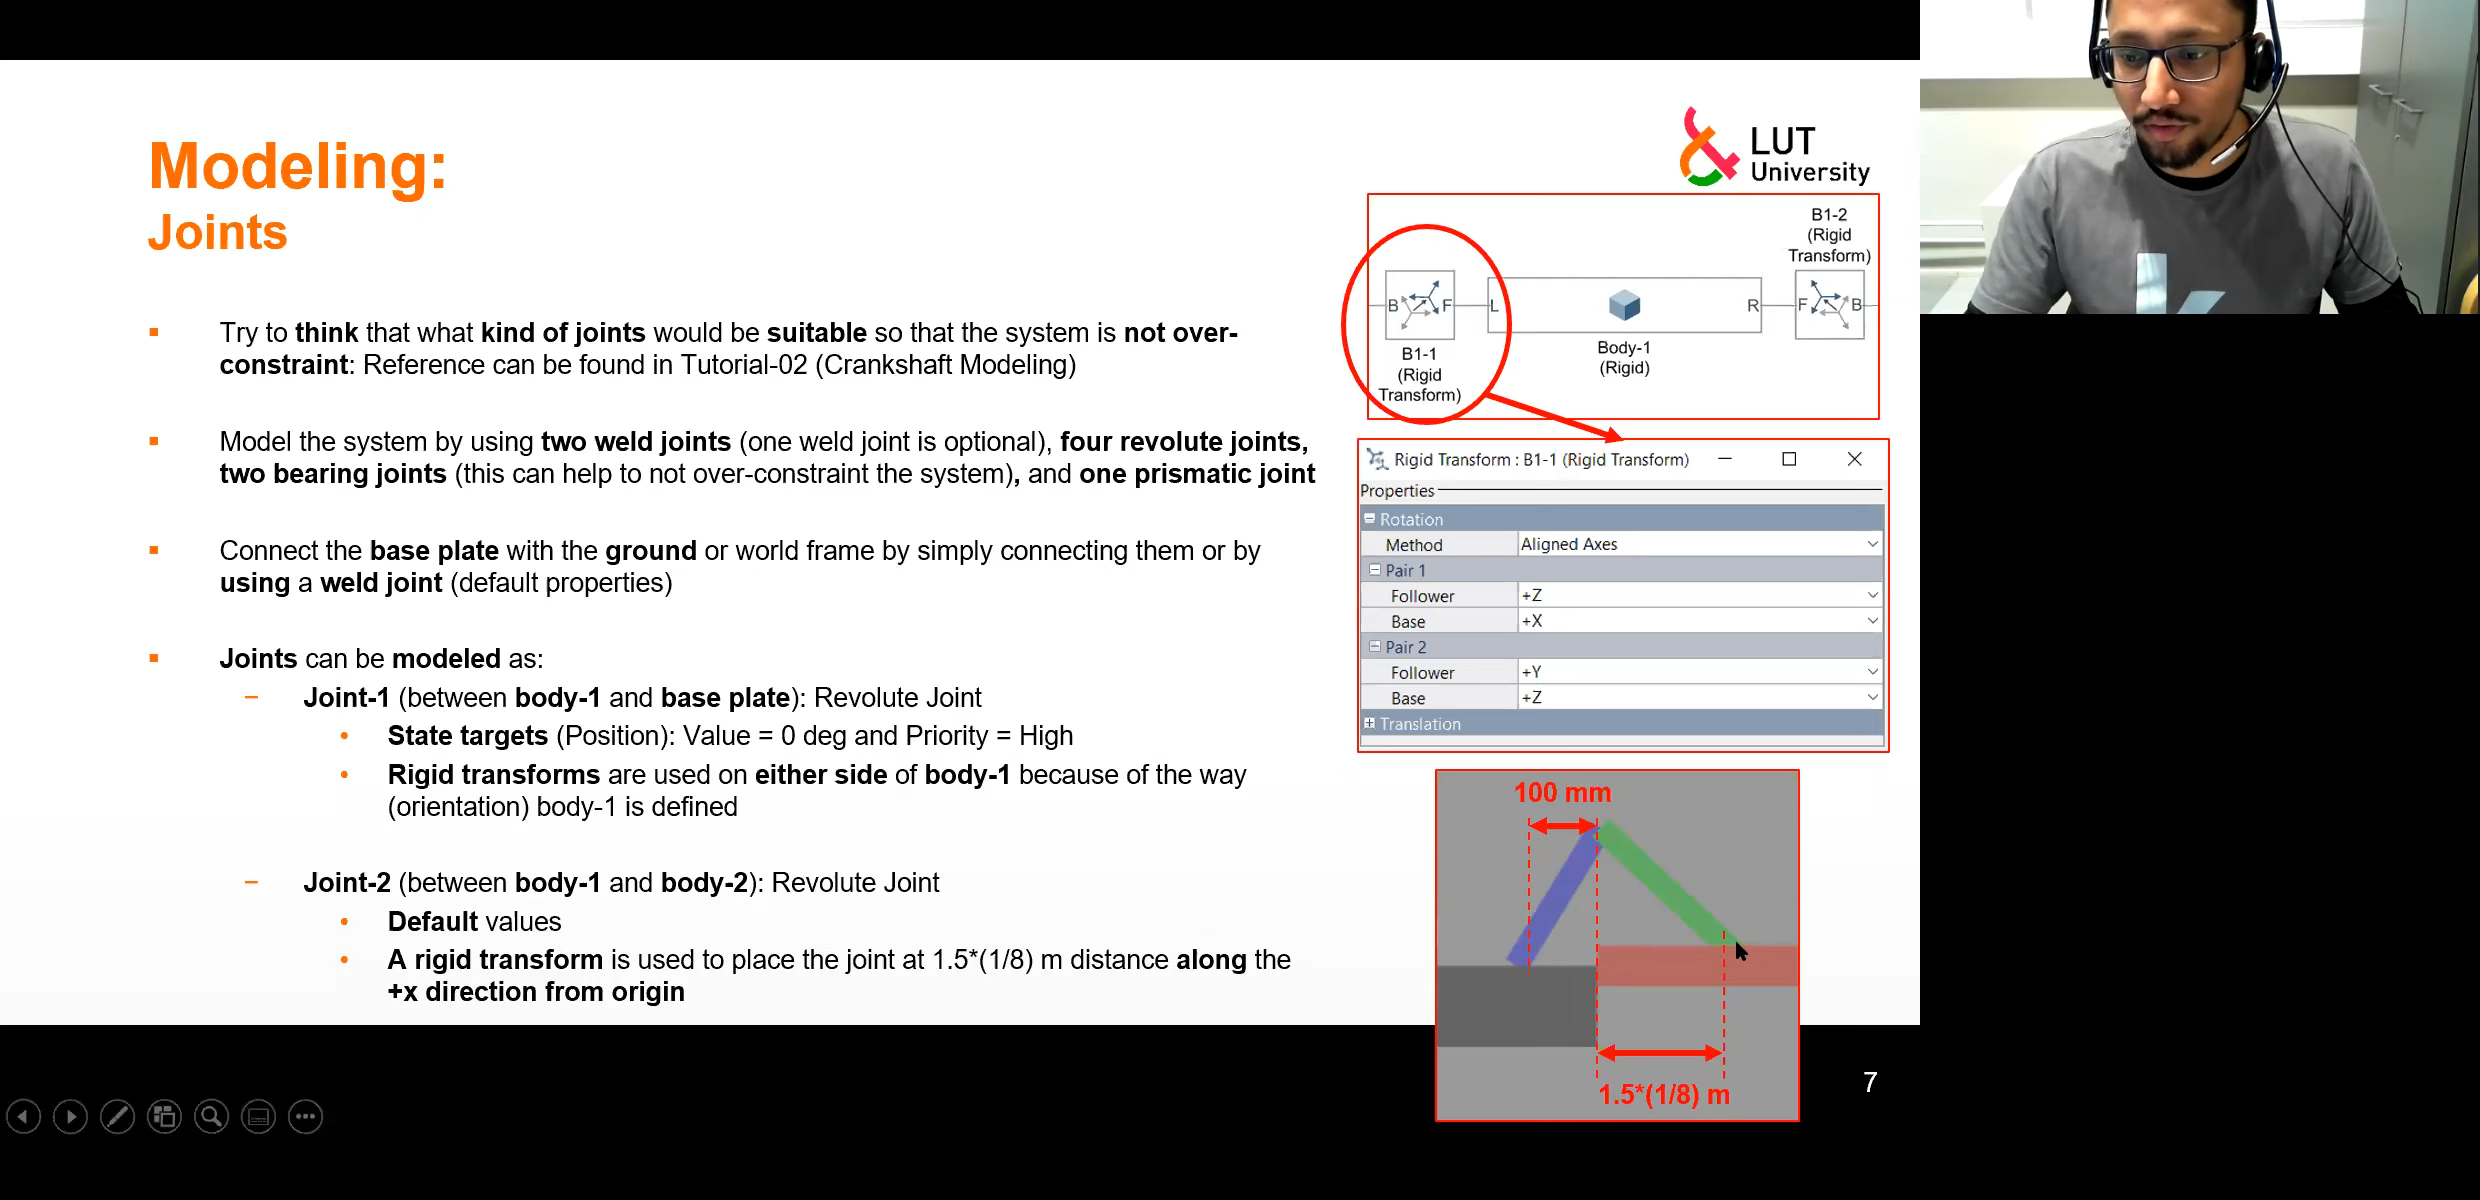 Modeling:
Joints
LUT
University
Try to think that what kind of joints would be suitable so that the system is not over-
constraint: Reference can be found in Tutorial-02 (Crankshaft Modeling)
Model the system by using two weld joints (one weld joint is optional), four revolute joints,
two bearing joints (this can help to not over-constraint the system), and one prismatic joint
Connect the base plate with the ground or world frame by simply connecting them or by
using a weld joint (default properties)
Joints can be modeled as:
– Joint-1 (between body-1 and base plate): Revolute Joint
• State targets (Position): Value = 0 deg and Priority = High
• Rigid transforms are used on either side of body-1 because of the way
(orientation) body-1 is defined
– Joint-2 (between body-1 and body-2): Revolute Joint
• Default values
• A rigid transform is used to place the joint at 1.5*(1/8) m distance along the
+x direction from origin
B1-2
(Rigid
Transform)
B F L R F B
B1-1
(Rigid
Transform)
Body-1
(Rigid)
Rigid Transform : B1-1 (Rigid Transform)
Properties
Rotation
Method Aligned Axes
Pair 1
Follower +Z
Base +X
Pair 2
Follower +Y
Base +Z
Translation
100 mm
1.5*(1/8) m
7